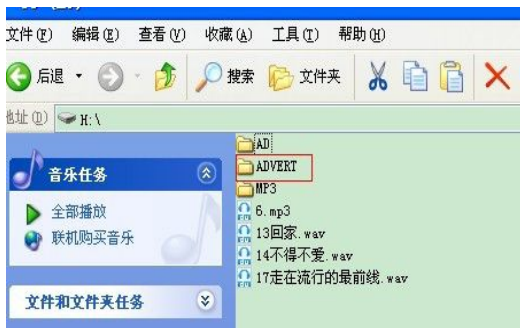 文件(F) 编辑(E) 查看(V) 收藏(A) 工具(T) 帮助(H)
后退 搜索 文件夹
地址(D) H:\
AD
音乐任务
ADVERT
MP3
全部播放
6.mp3
联机购买音乐
13回家.wav
14不得不爱.wav
17走在流行的最前线.wav
文件和文件夹任务